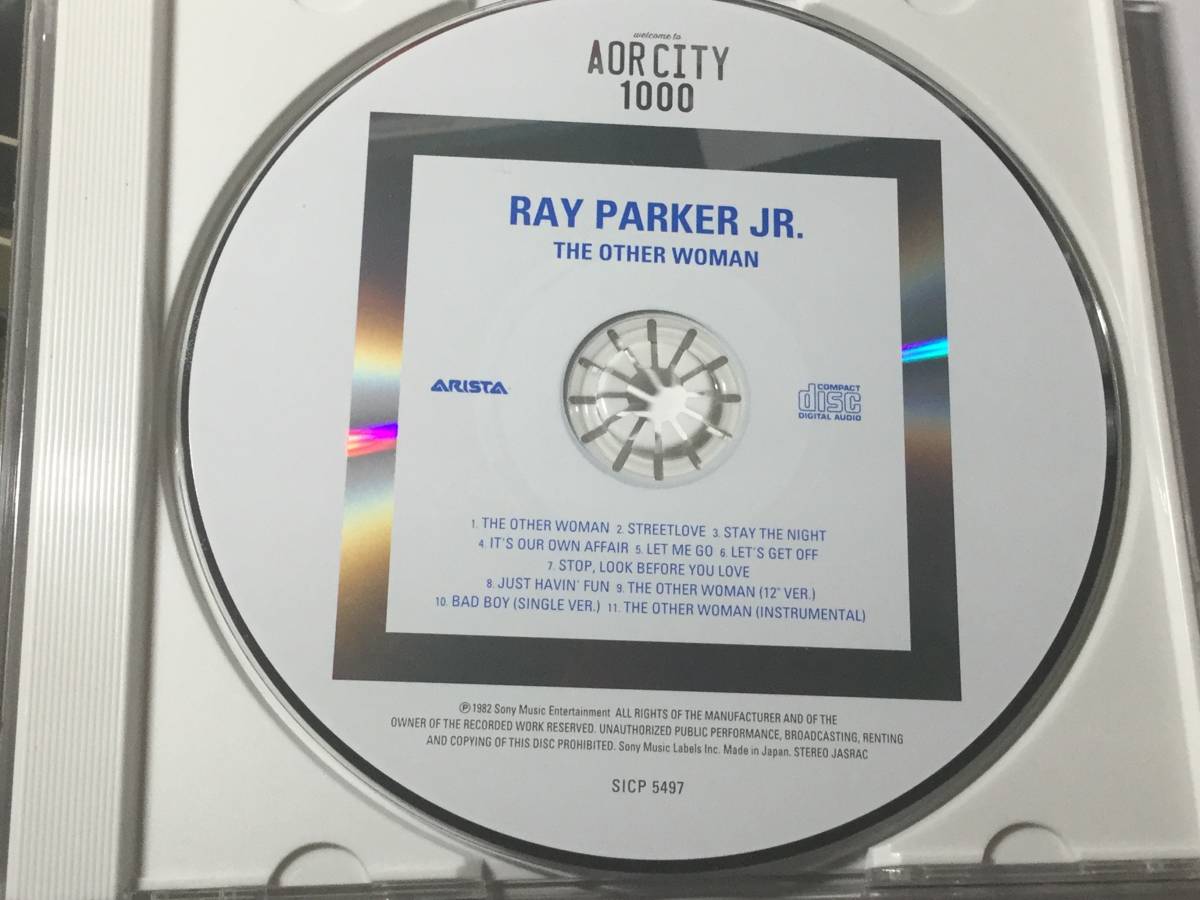 welcome to
AOR CITY
1000
RAY PARKER JR.
THE OTHER WOMAN
ARISTA
COMPACT
disc
DIGITAL AUDIO
1. THE OTHER WOMAN 2. STREETLOVE 3. STAY THE NIGHT
4. IT'S OUR OWN AFFAIR 5. LET ME GO 6. LET'S GET OFF
7. STOP, LOOK BEFORE YOU LOVE
8. JUST HAVIN' FUN 9. THE OTHER WOMAN (12" VER.)
10. BAD BOY (SINGLE VER.) 11. THE OTHER WOMAN (INSTRUMENTAL)
℗1982 Sony Music Entertainment ALL RIGHTS OF THE MANUFACTURER AND OF THE
OWNER OF THE RECORDED WORK RESERVED. UNAUTHORIZED PUBLIC PERFORMANCE, BROADCASTING, RENTING
AND COPYING OF THIS DISC PROHIBITED. Sony Music Labels Inc. Made in Japan. STEREO JASRAC
SICP 5497